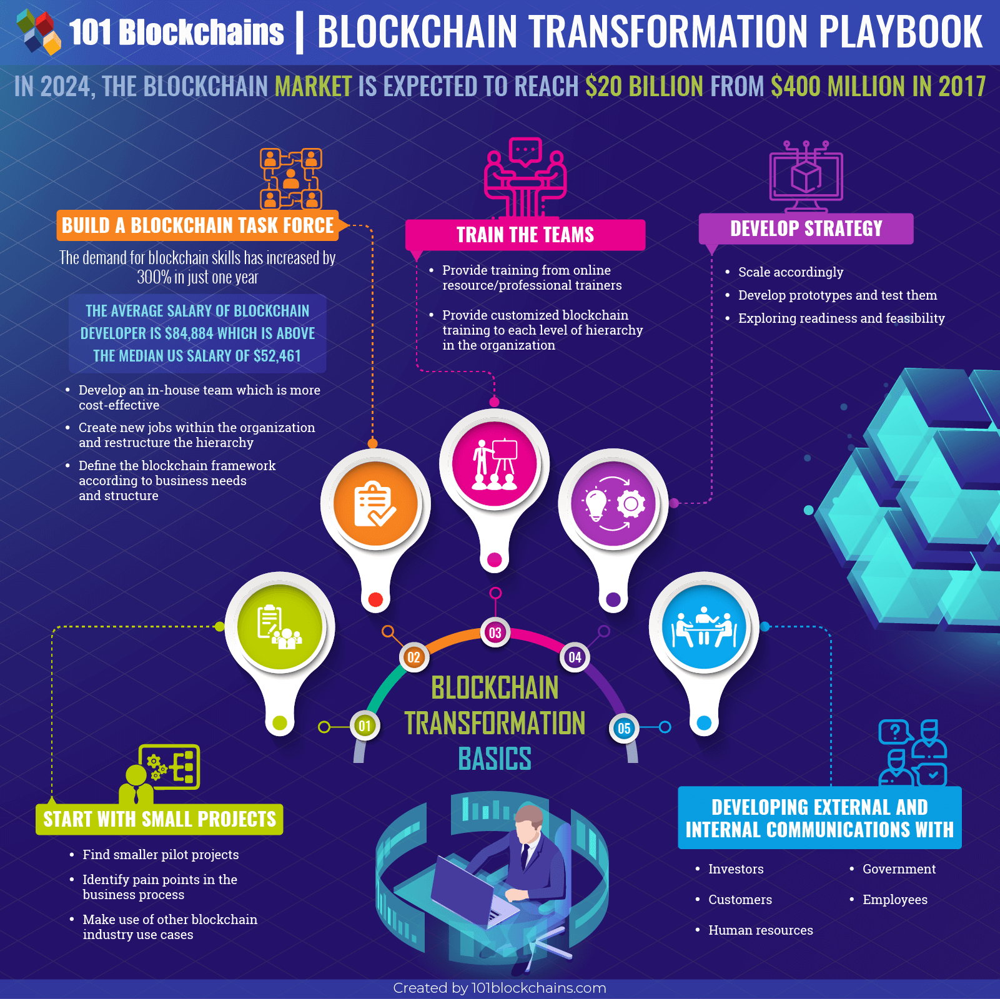 101 Blockchains | BLOCKCHAIN TRANSFORMATION PLAYBOOK
IN 2024, THE BLOCKCHAIN MARKET IS EXPECTED TO REACH $20 BILLION FROM $400 MILLION IN 2017
BUILD A BLOCKCHAIN TASK FORCE
The demand for blockchain skills has increased by
300% in just one year
THE AVERAGE SALARY OF BLOCKCHAIN
DEVELOPER IS $84,884 WHICH IS ABOVE
THE MEDIAN US SALARY OF $52,461
• Develop an in-house team which is more
cost-effective
• Create new jobs within the organization
and restructure the hierarchy
• Define the blockchain framework
according to business needs
and structure
TRAIN THE TEAMS
• Provide training from online
resource/professional trainers
• Provide customized blockchain
training to each level of hierarchy
in the organization
DEVELOP STRATEGY
• Scale accordingly
• Develop prototypes and test them
• Exploring readiness and feasibility
01
02
03
04
05
BLOCKCHAIN
TRANSFORMATION
BASICS
START WITH SMALL PROJECTS
• Find smaller pilot projects
• Identify pain points in the
business process
• Make use of other blockchain
industry use cases
?
DEVELOPING EXTERNAL AND
INTERNAL COMMUNICATIONS WITH
• Investors
• Customers
• Human resources
• Government
• Employees
Created by 101blockchains.com